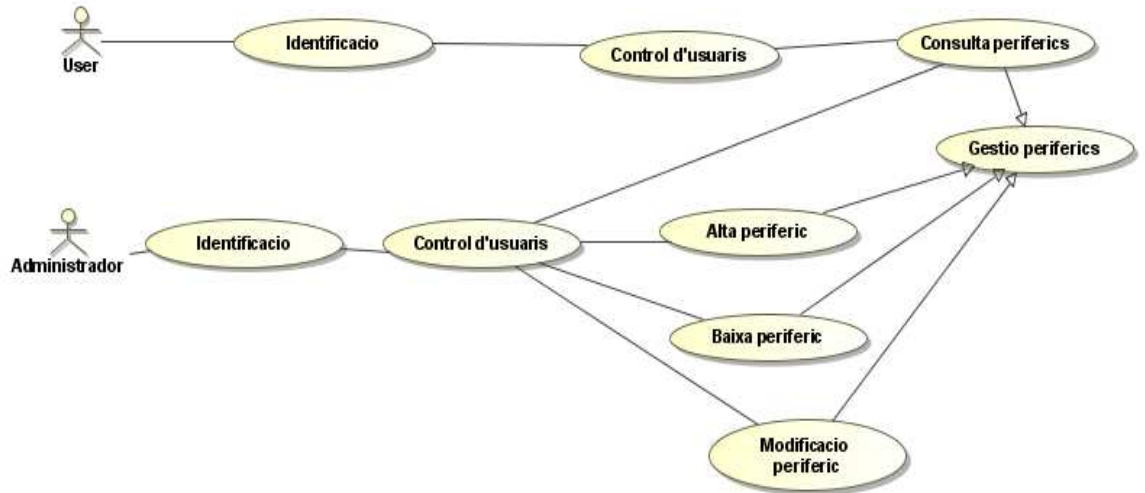 Identificacio
Control d'usuaris
Consulta periferics
User
Gestio periferics
Alta periferic
Identificacio
Control d'usuaris
Administrador
Baixa periferic
Modificacio
periferic